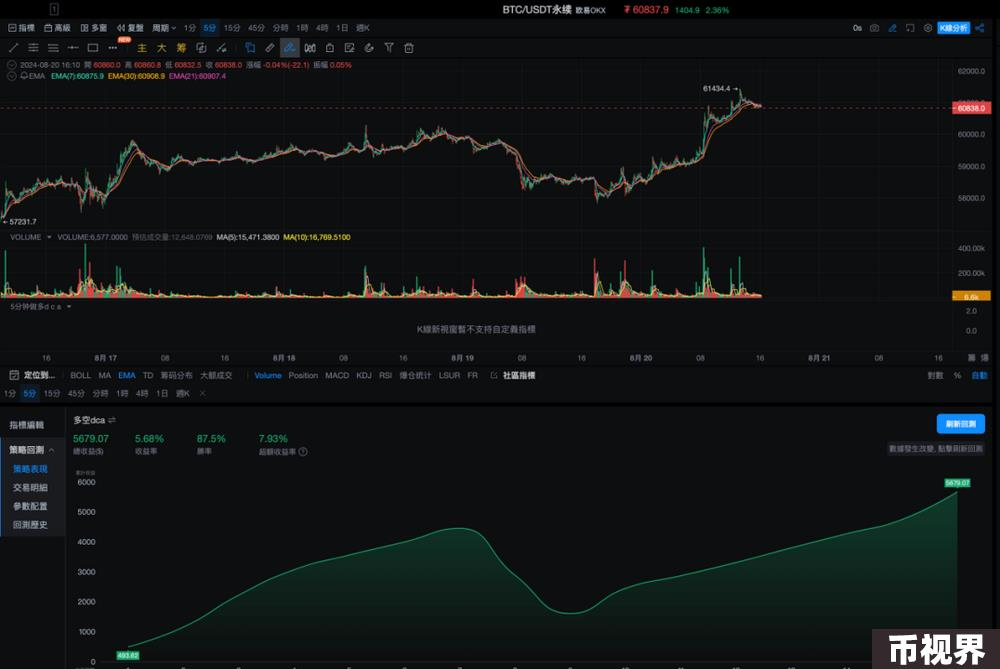 1
BTC/USDT永续 欧易OKX ₮ 60837.9 1404.9 2.36%
指標 高級 多窗 復盤 周期 1分 5分 15分 45分 分時 1時 4時 1日 週K 0s K線分析
NEW 主 大 筹
2024-08-20 16:10 開 60860.0 高 60860.8 低 60832.5 收 60838.0 漲幅 -0.04%(-22.1) 振幅 0.05%
EMA EMA(7):60875.9 EMA(30):60908.9 EMA(21):60907.4
62000.0
61434.4
60838.0
60000.0
59000.0
58000.0
57231.7
VOLUME VOLUME:6,577.0000 预估成交量:12,648.0769 MA(5):15,471.3800 MA(10):16,769.5100
400.00k
200.00k
6.6k
5分钟做多d c a
2.0
K線新視窗暫不支持自定義指標
0.0
16 8月 17 08 16 8月 18 08 16 8月 19 08 16 8月 20 08 16 8月 21 08 16
定位到... BOLL MA EMA TD 筹码分布 大额成交 Volume Position MACD KDJ RSI 爆仓统计 LSUR FR 社區指標 對數 % 自動
1分 5分 15分 45分 分時 1時 4時 1日 週K
指標編輯
策略回測
策略表現
交易明細
參數配置
回測歷史
多空dca
刷新回測
5679.07 5.68% 87.5% 7.93%
總收益($) 收益率 勝率 超額收益率
數據發生改變, 點擊刷新回測
累計收益
6000
5679.07
5000
4000
3000
2000
1000
493.62
0
币视界